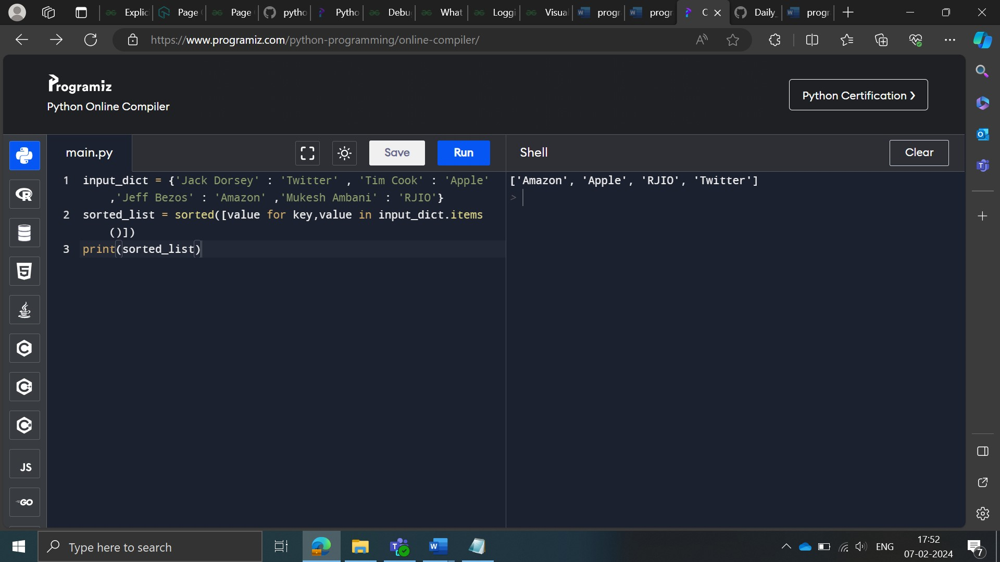 Explic Page Page pytho Pytho Debu What Loggi Visual progr progr C Daily_ progr
https://www.programiz.com/python-programming/online-compiler/
Programiz
Python Online Compiler
Python Certification ❯
main.py Save Run Shell Clear
1 input_dict = {'Jack Dorsey' : 'Twitter' , 'Tim Cook' : 'Apple'
,'Jeff Bezos' : 'Amazon' ,'Mukesh Ambani' : 'RJIO'}
2 sorted_list = sorted([value for key,value in input_dict.items
()])
3 print(sorted_list)
['Amazon', 'Apple', 'RJIO', 'Twitter']
>
JS
GO
Type here to search
ENG
17:52
07-02-2024
7